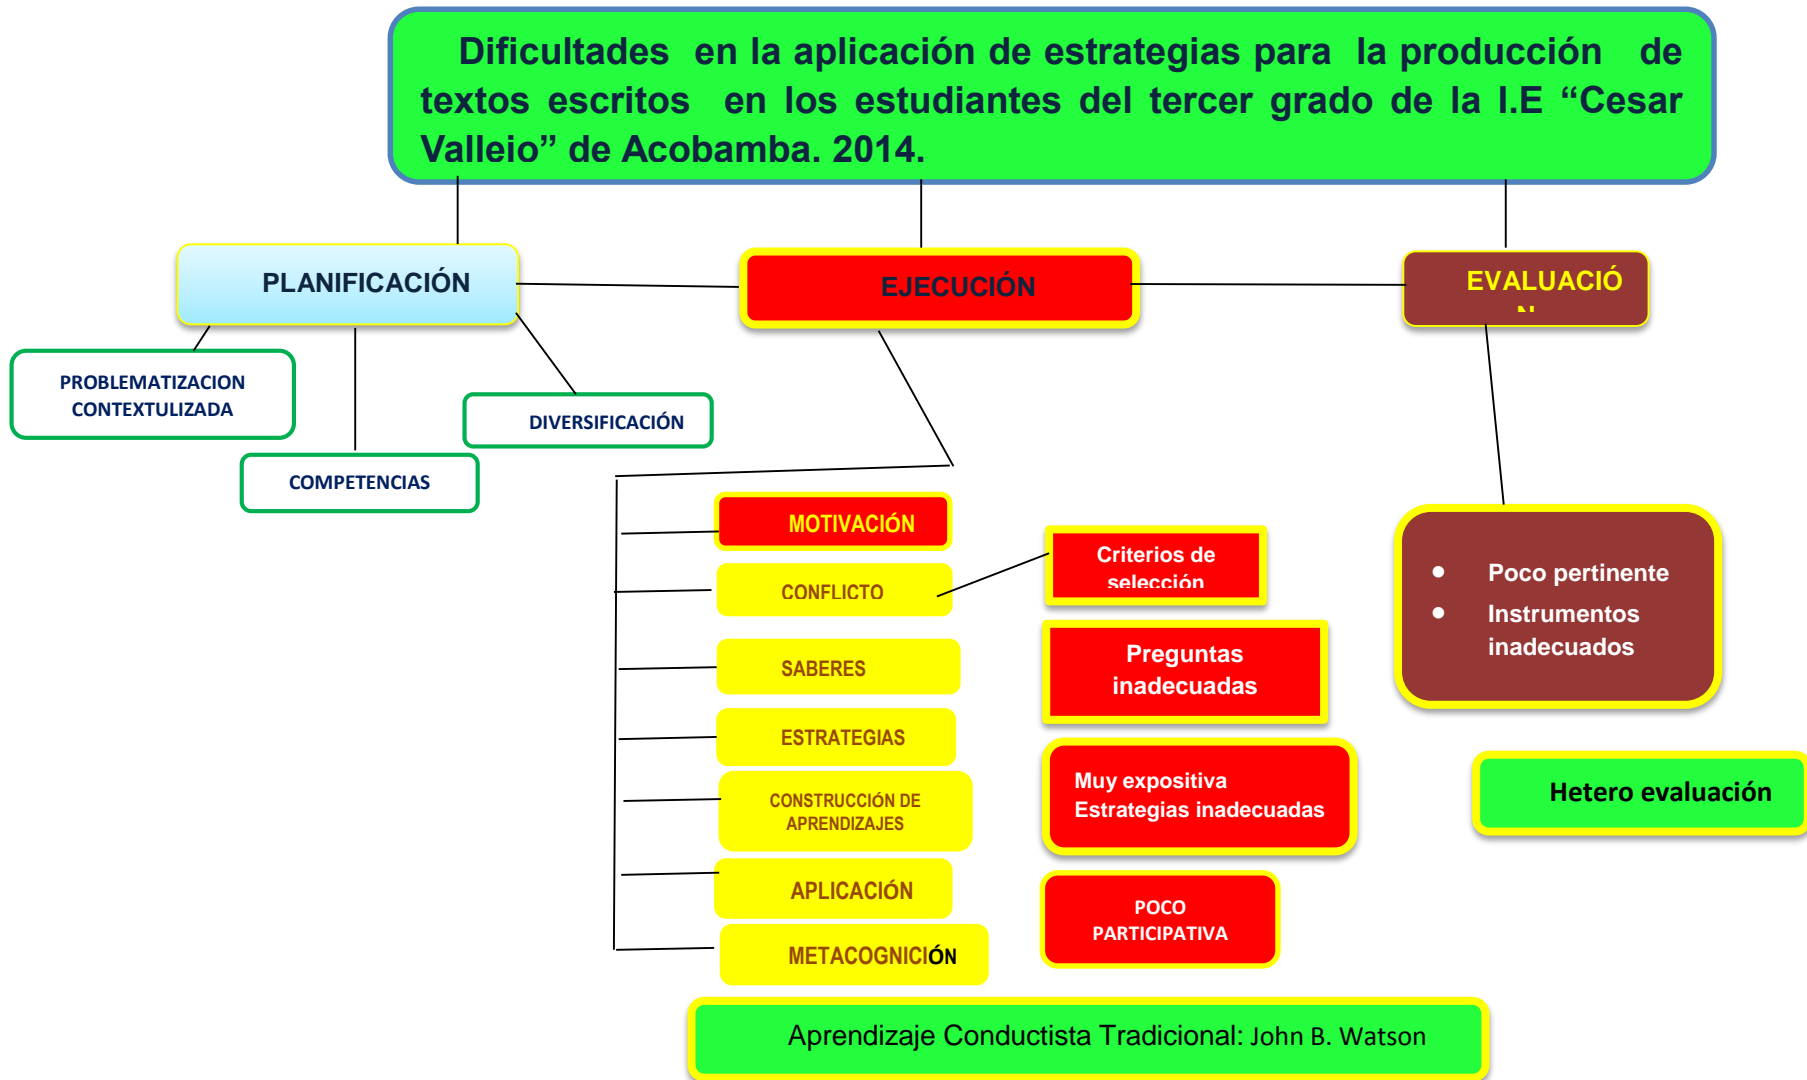 Dificultades en la aplicación de estrategias para la producción de
textos escritos en los estudiantes del tercer grado de la I.E “Cesar
Vallejo” de Acobamba. 2014.
PLANIFICACIÓN
EJECUCIÓN
EVALUACIÓ
N
PROBLEMATIZACION
CONTEXTULIZADA
DIVERSIFICACIÓN
COMPETENCIAS
MOTIVACIÓN
CONFLICTO
SABERES
ESTRATEGIAS
CONSTRUCCIÓN DE
APRENDIZAJES
APLICACIÓN
METACOGNICIÓN
Criterios de
selección
Preguntas
inadecuadas
Muy expositiva
Estrategias inadecuadas
POCO
PARTICIPATIVA
• Poco pertinente
• Instrumentos
inadecuados
Hetero evaluación
Aprendizaje Conductista Tradicional: John B. Watson